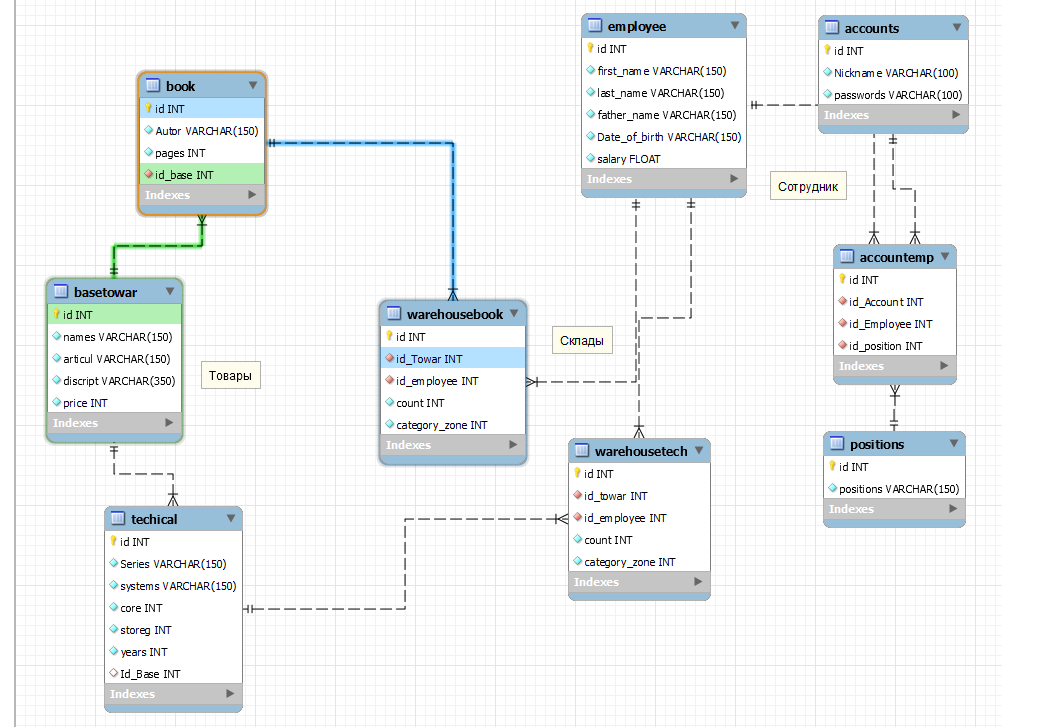 book
id INT
Autor VARCHAR(150)
pages INT
id_base INT
Indexes
basetowar
id INT
names VARCHAR(150)
articul VARCHAR(150)
discript VARCHAR(350)
price INT
Indexes
Товары
techical
id INT
Series VARCHAR(150)
systems VARCHAR(150)
core INT
storeg INT
years INT
Id_Base INT
Indexes
warehousebook
id INT
id_Towar INT
id_employee INT
count INT
category_zone INT
Indexes
Склады
employee
id INT
first_name VARCHAR(150)
last_name VARCHAR(150)
father_name VARCHAR(150)
Date_of_birth VARCHAR(150)
salary FLOAT
Indexes
warehousetech
id INT
id_towar INT
id_employee INT
count INT
category_zone INT
Indexes
accounts
id INT
Nickname VARCHAR(100)
passwords VARCHAR(100)
Indexes
Сотрудник
accountemp
id INT
id_Account INT
id_Employee INT
id_position INT
Indexes
positions
id INT
positions VARCHAR(150)
Indexes